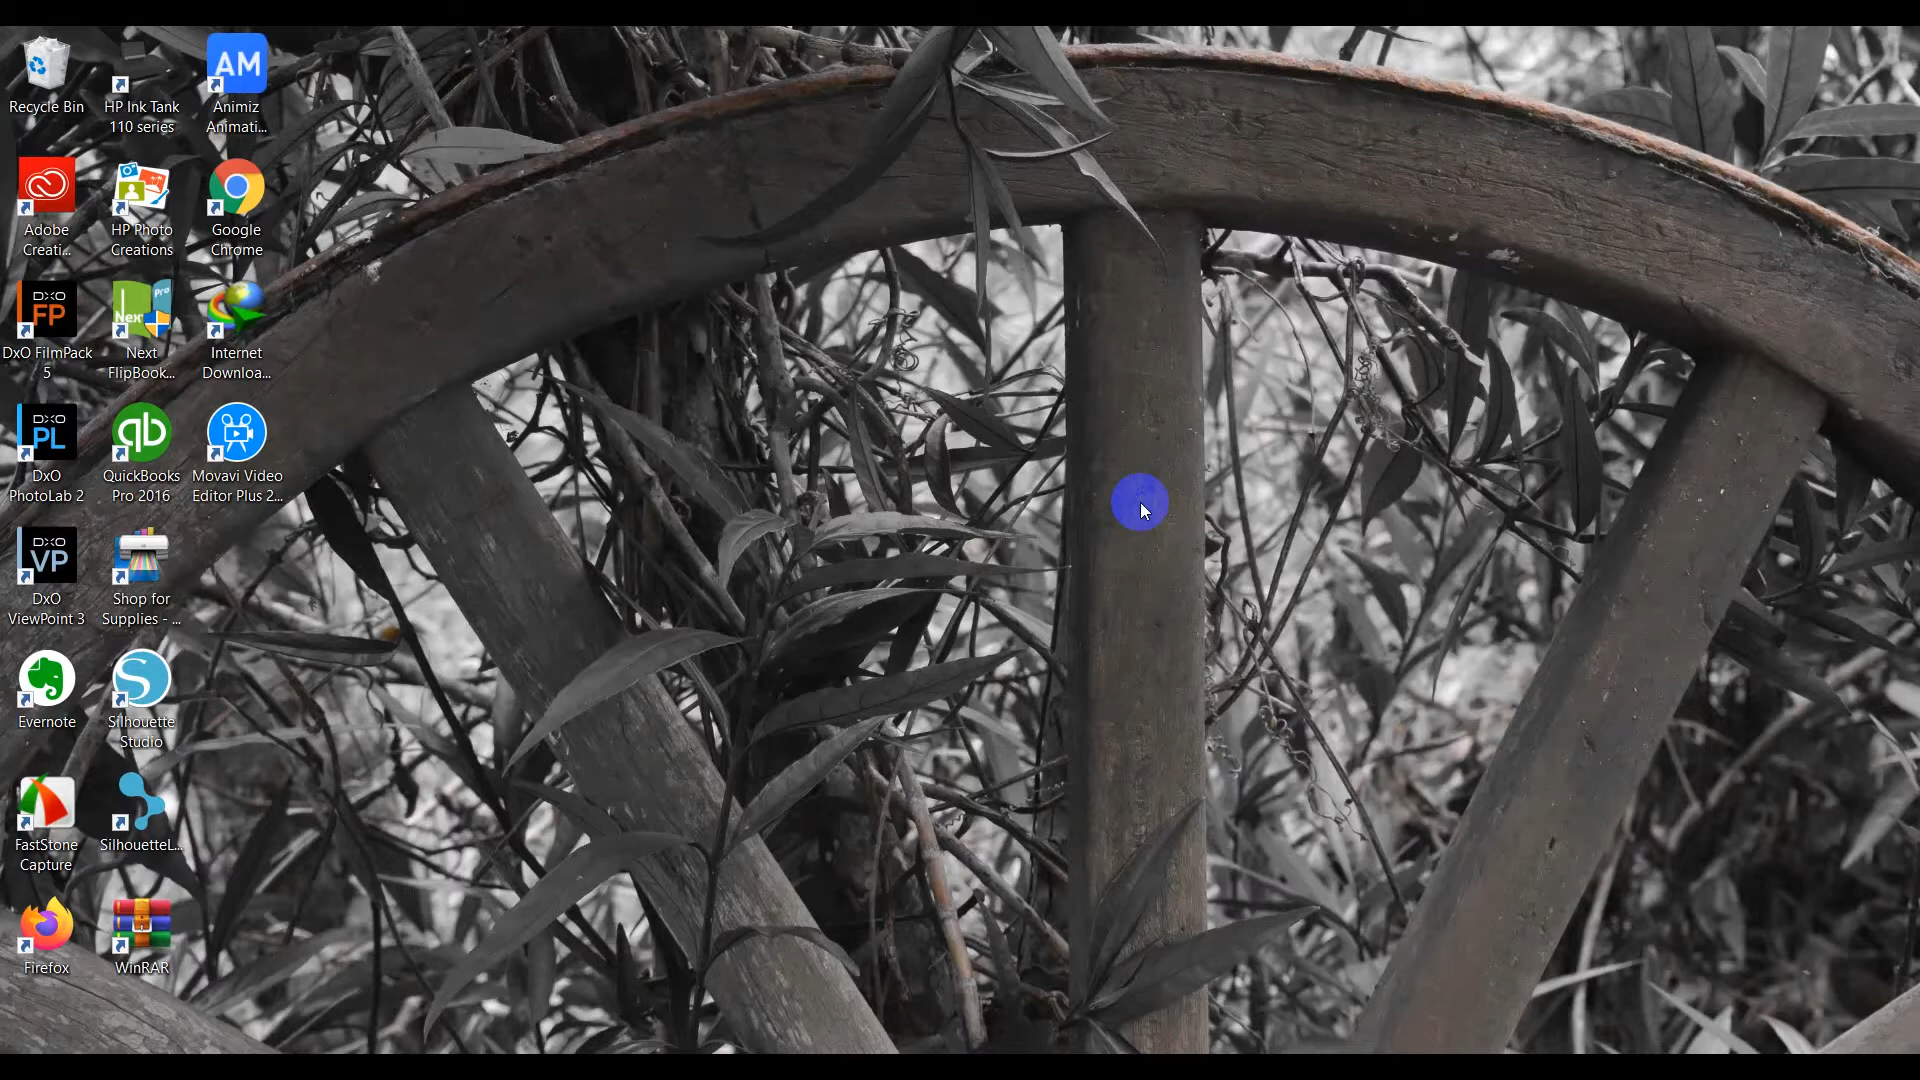 Recycle Bin
HP Ink Tank
110 series
AM
Animiz
Animati...
Adobe
Creati...
HP Photo
Creations
Google
Chrome
DXO
FP
DxO FilmPack
5
Nex
Pro
Next
FlipBook...
Internet
Downloa...
DXO
PL
DxO
PhotoLab 2
qb
QuickBooks
Pro 2016
Movavi Video
Editor Plus 2...
DXO
VP
DxO
ViewPoint 3
Shop for
Supplies - ...
Evernote
S
Silhouette
Studio
FastStone
Capture
SilhouetteL...
Firefox
WinRAR